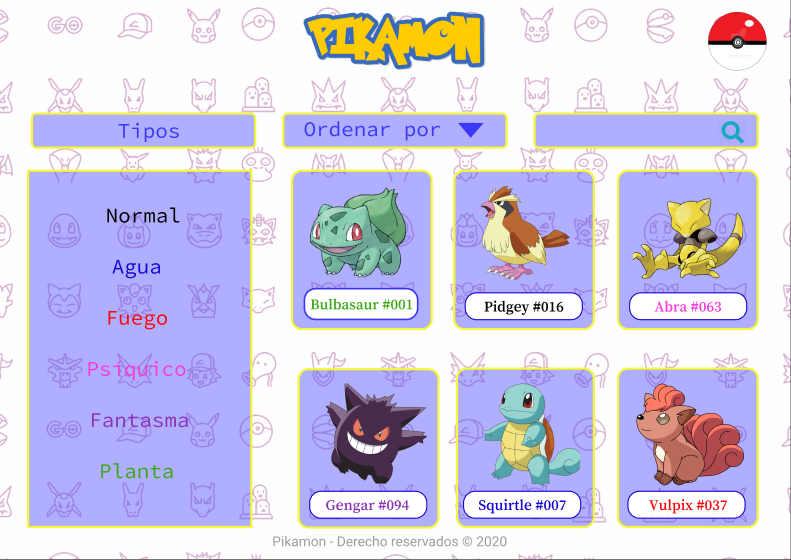 PIKAMON
Tipos
Ordenar por
Normal
Agua
Fuego
Psíquico
Fantasma
Planta
Bulbasaur #001
Pidgey #016
Abra #063
Gengar #094
Squirtle #007
Vulpix #037
Pikamon - Derecho reservados © 2020